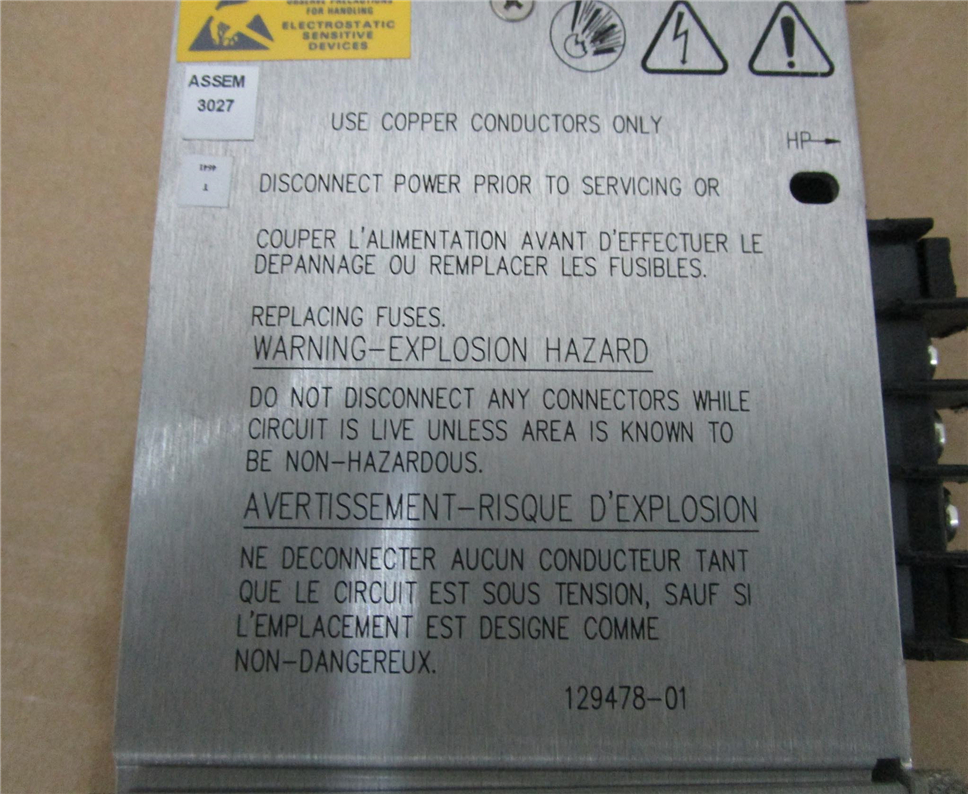 OBSERVE PRECAUTIONS
FOR HANDLING
ELECTROSTATIC
SENSITIVE
DEVICES
ASSEM
3027
T
USE COPPER CONDUCTORS ONLY
HP
DISCONNECT POWER PRIOR TO SERVICING OR
COUPER L'ALIMENTATION AVANT D'EFFECTUER LE
DEPANNAGE OU REMPLACER LES FUSIBLES.
REPLACING FUSES.
WARNING-EXPLOSION HAZARD
DO NOT DISCONNECT ANY CONNECTORS WHILE
CIRCUIT IS LIVE UNLESS AREA IS KNOWN TO
BE NON-HAZARDOUS.
AVERTISSEMENT-RISQUE D'EXPLOSION
NE DECONNECTER AUCUN CONDUCTEUR TANT
QUE LE CIRCUIT EST SOUS TENSION, SAUF SI
L'EMPLACEMENT EST DESIGNE COMME
NON-DANGEREUX.
129478-01